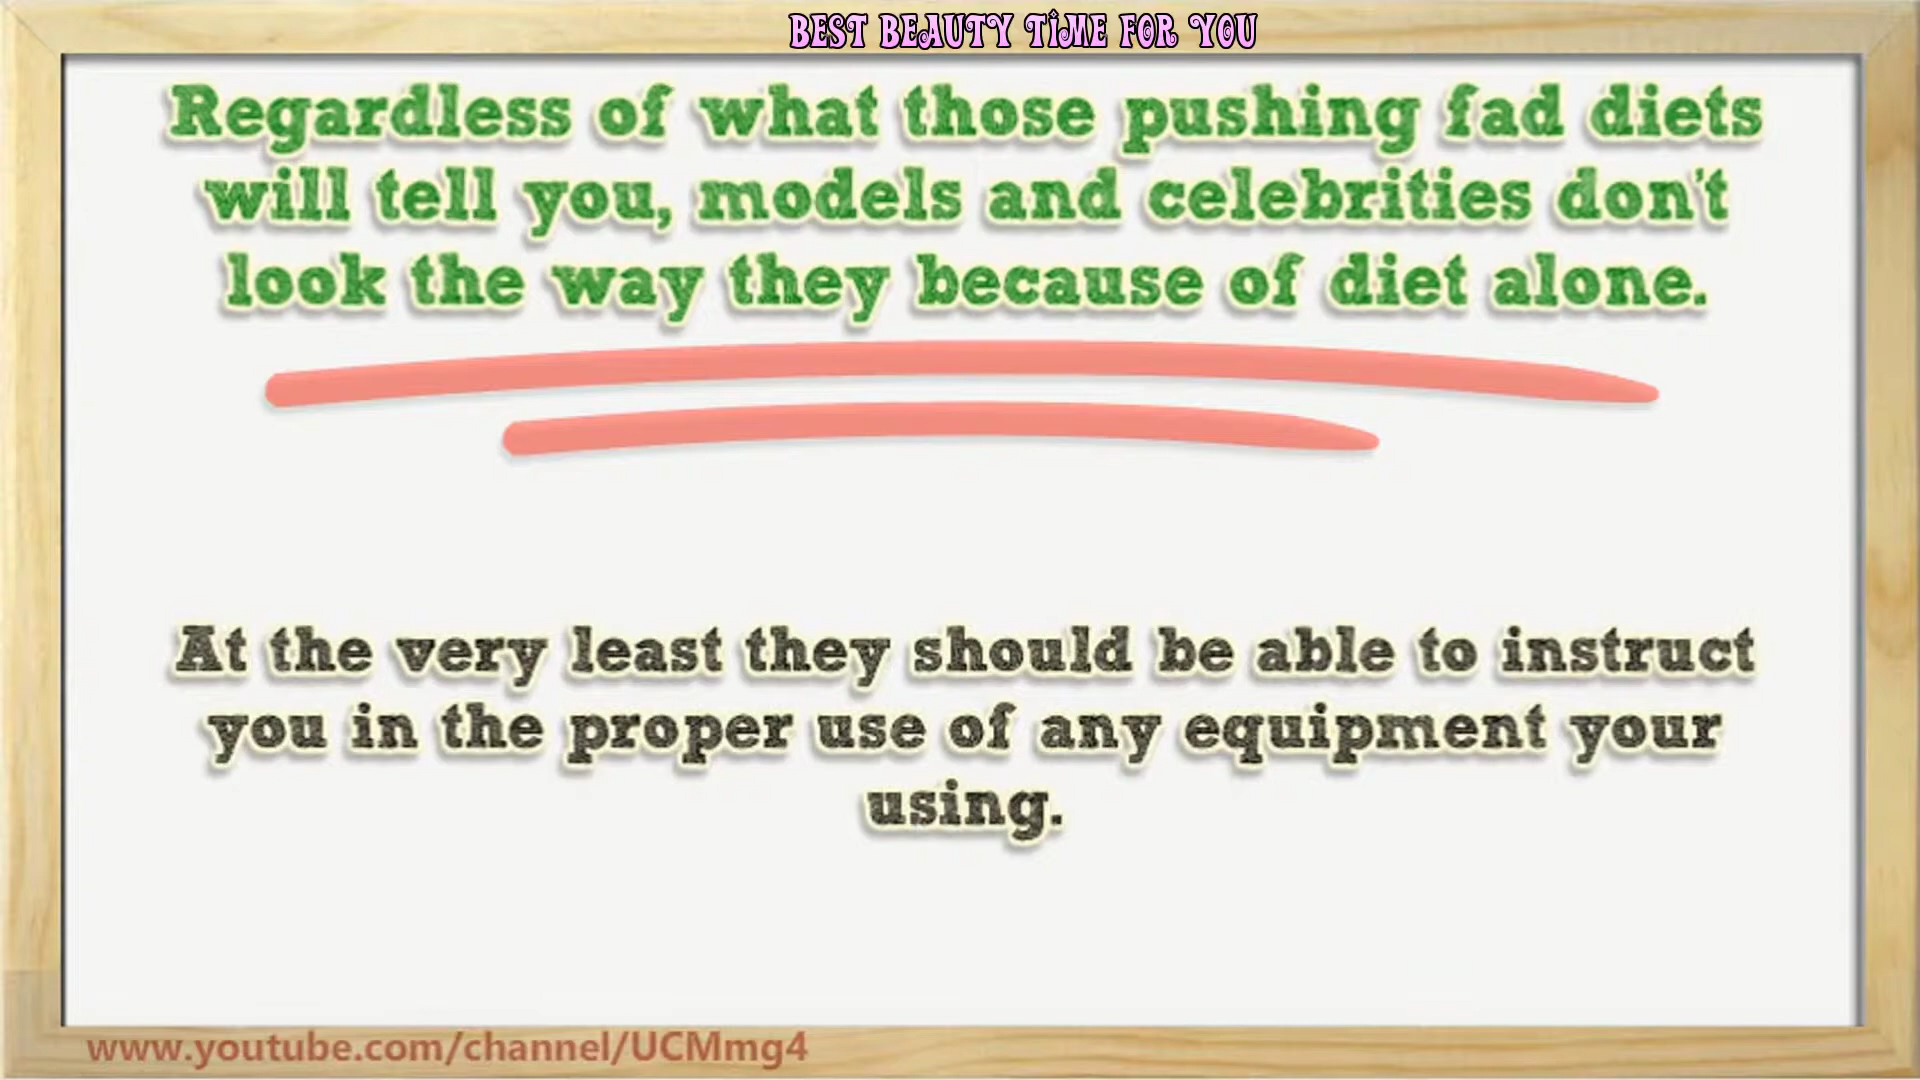 BEST BEAUTY TIME FOR YOU
Regardless of what those pushing fad diets
will tell you, models and celebrities don't
look the way they because of diet alone.
At the very least they should be able to instruct
you in the proper use of any equipment your
using.
www.youtube.com/channel/UCMmg4